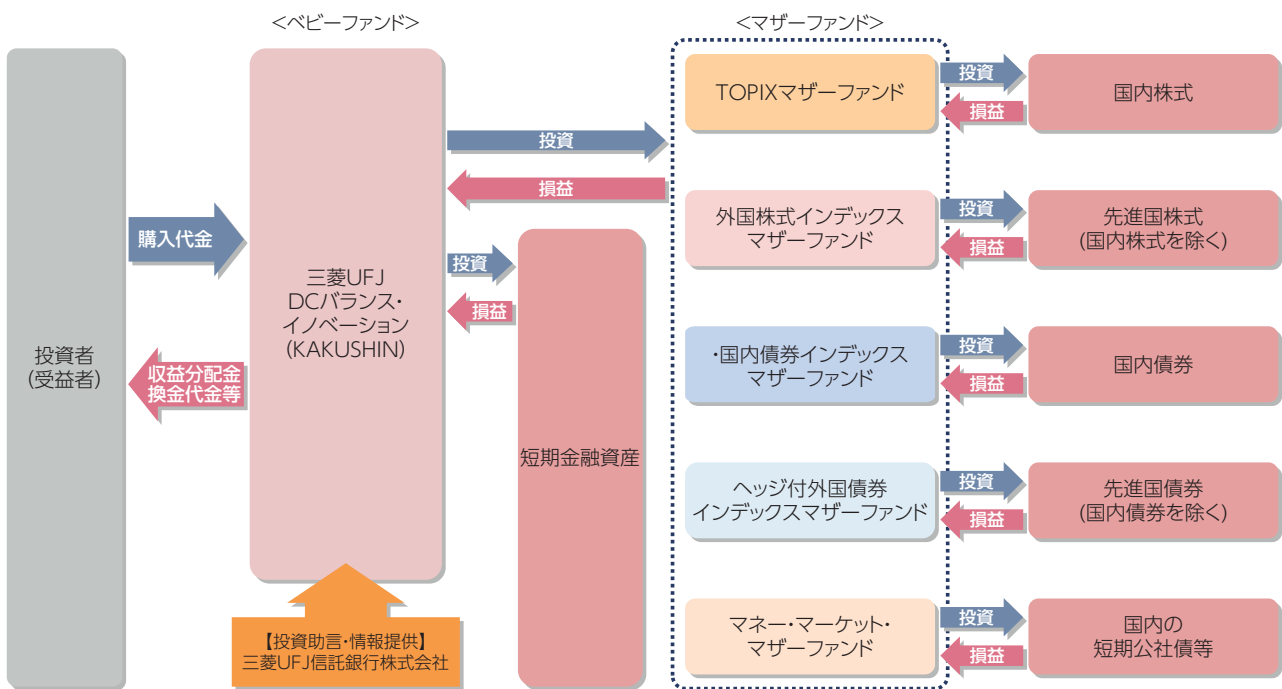 <ベビーファンド>
<マザーファンド>
投資者
(受益者)
購入代金
収益分配金
換金代金等
三菱UFJ
DCバランス・
イノベーション
(KAKUSHIN)
【投資助言・情報提供】
三菱UFJ信託銀行株式会社
投資
損益
投資
損益
短期金融資産
TOPIXマザーファンド
投資
損益
国内株式
外国株式インデックス
マザーファンド
投資
損益
先進国株式
(国内株式を除く)
・国内債券インデックス
マザーファンド
投資
損益
国内債券
ヘッジ付外国債券
インデックスマザーファンド
投資
損益
先進国債券
(国内債券を除く)
マネー・マーケット・
マザーファンド
投資
損益
国内の
短期公社債等